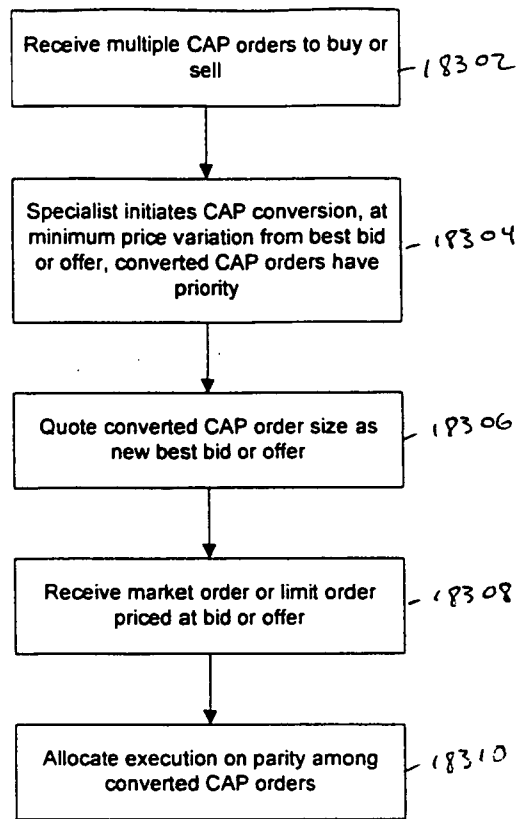 Receive multiple CAP orders to buy or
sell
18302
Specialist initiates CAP conversion, at
minimum price variation from best bid
or offer, converted CAP orders have
priority
18304
Quote converted CAP order size as
new best bid or offer
18306
Receive market order or limit order
priced at bid or offer
18308
Allocate execution on parity among
converted CAP orders
18310